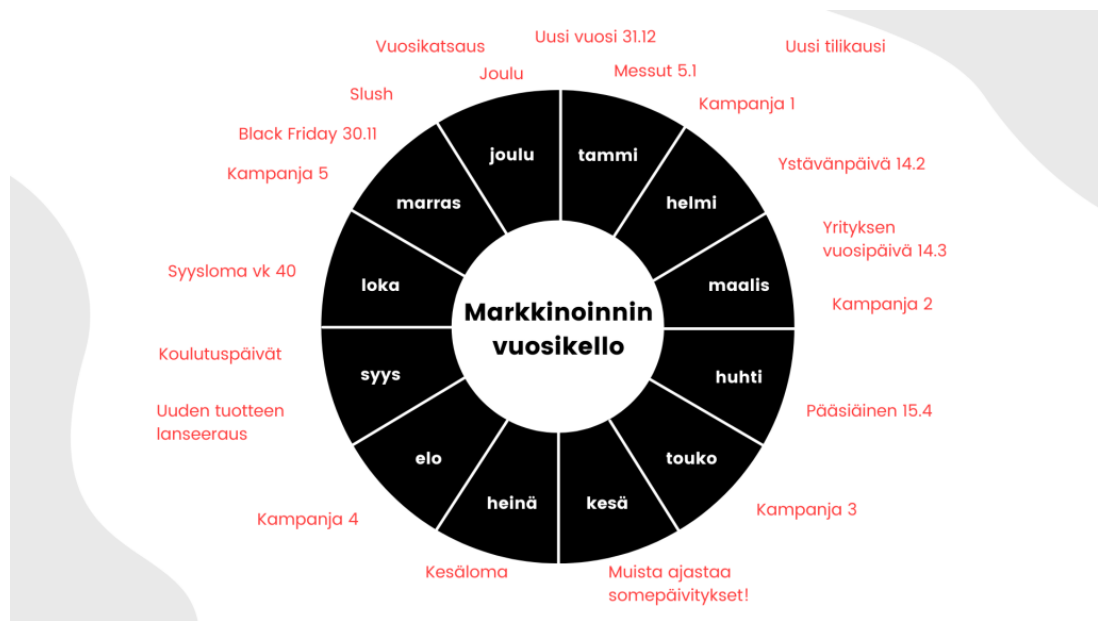 Vuosikatsaus
Uusi vuosi 31.12
Uusi tilikausi
Joulu
Messut 5.1
Slush
Kampanja 1
Black Friday 30.11
Kampanja 5
Ystävänpäivä 14.2
joulu
tammi
marras
helmi
Yrityksen
vuosipäivä 14.3
Syysloma vk 40
loka
maalis
Kampanja 2
Markkinoinnin
vuosikello
Koulutuspäivät
syys
huhti
Uuden tuotteen
lanseeraus
Pääsiäinen 15.4
elo
touko
heinä
kesä
Kampanja 4
Kampanja 3
Kesäloma
Muista ajastaa
somepäivitykset!